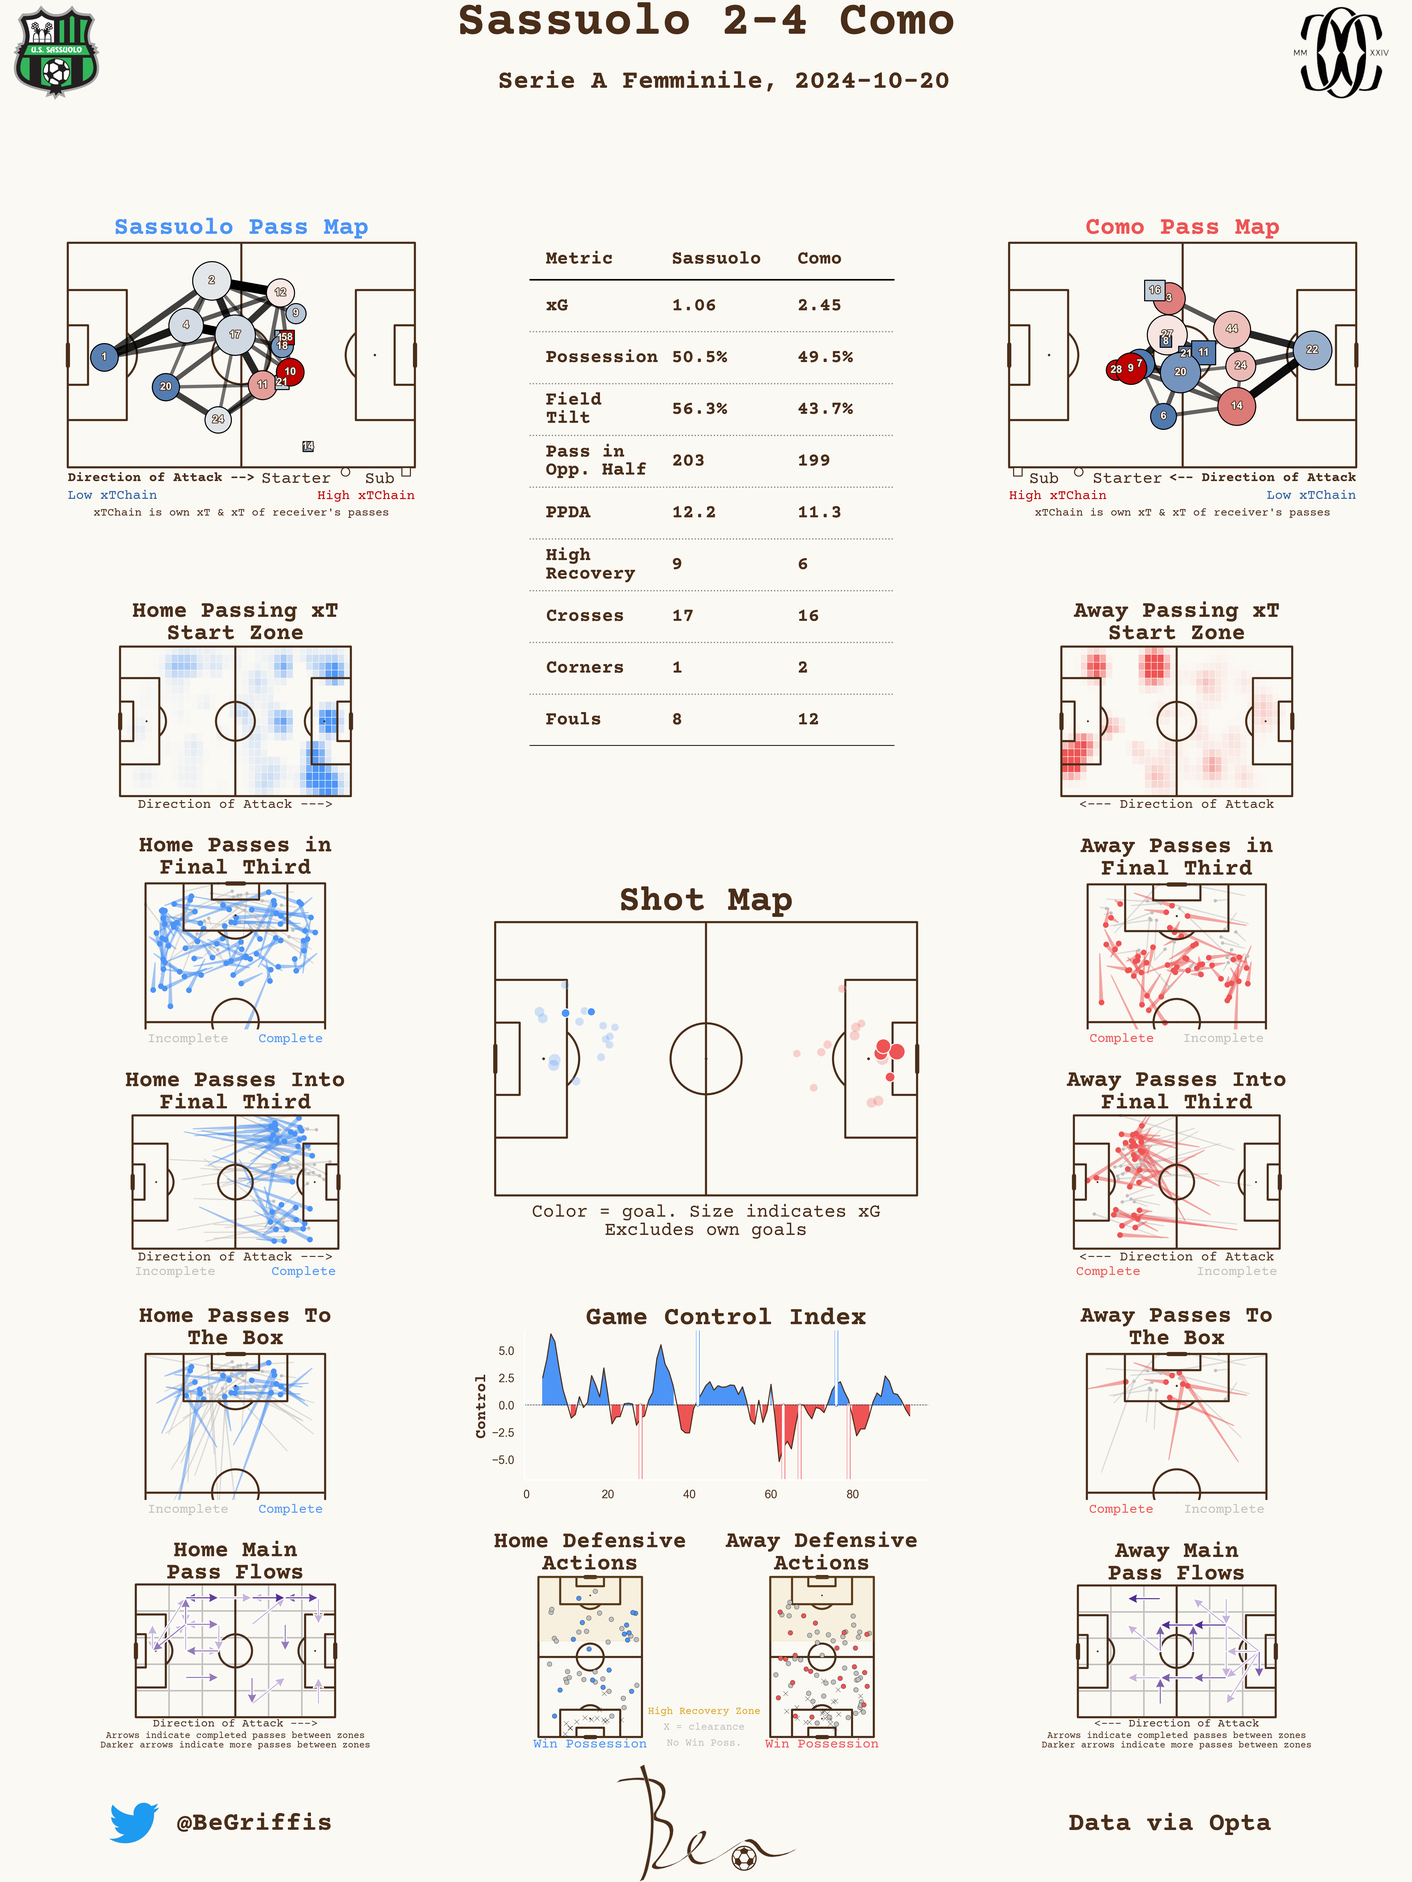 Sassuolo 2-4 Como
Serie A Femminile, 2024-10-20
U.S. SASSUOLO
MM XXIV
Sassuolo Pass Map
1
2
4
20
24
17
12
9
58
18
10
11
21
14
Direction of Attack --> Starter Sub
Low xTChain High xTChain
xTChain is own xT & xT of receiver's passes
Metric Sassuolo Como
xG 1.06 2.45
Possession 50.5% 49.5%
Field
Tilt 56.3% 43.7%
Pass in
Opp. Half 203 199
PPDA 12.2 11.3
High
Recovery 9 6
Crosses 17 16
Corners 1 2
Fouls 8 12
Como Pass Map
16
3
27
8
21
11
44
22
24
28
9
7
20
14
6
Sub Starter <-- Direction of Attack
High xTChain Low xTChain
xTChain is own xT & xT of receiver's passes
Home Passing xT
Start Zone
Direction of Attack --->
Away Passing xT
Start Zone
<--- Direction of Attack
Home Passes in
Final Third
Incomplete Complete
Away Passes in
Final Third
Complete Incomplete
Shot Map
Color = goal. Size indicates xG
Excludes own goals
Home Passes Into
Final Third
Direction of Attack --->
Incomplete Complete
Away Passes Into
Final Third
<--- Direction of Attack
Complete Incomplete
Home Passes To
The Box
Incomplete Complete
Game Control Index
Control
5.0
2.5
0.0
−2.5
−5.0
0 20 40 60 80
Away Passes To
The Box
Complete Incomplete
Home Main
Pass Flows
Direction of Attack --->
Arrows indicate completed passes between zones
Darker arrows indicate more passes between zones
Home Defensive
Actions
Win Possession
High Recovery Zone
X = clearance
No Win Poss.
Away Defensive
Actions
Win Possession
Away Main
Pass Flows
<--- Direction of Attack
Arrows indicate completed passes between zones
Darker arrows indicate more passes between zones
@BeGriffis
Ben
Data via Opta